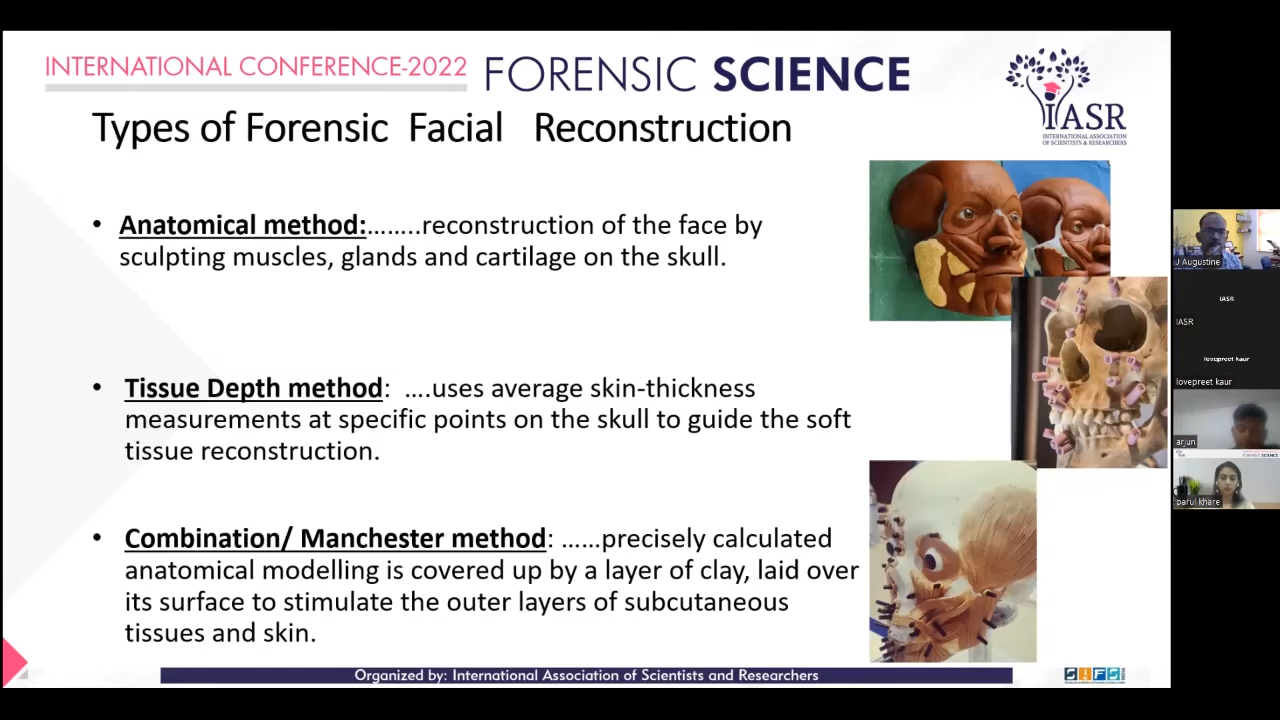 INTERNATIONAL CONFERENCE-2022 FORENSIC SCIENCE
IASR
INTERNATIONAL ASSOCIATION
OF SCIENTISTS & RESEARCHERS
Types of Forensic Facial Reconstruction
• Anatomical method:........reconstruction of the face by
sculpting muscles, glands and cartilage on the skull.
• Tissue Depth method: ....uses average skin-thickness
measurements at specific points on the skull to guide the soft
tissue reconstruction.
• Combination/ Manchester method: ......precisely calculated
anatomical modelling is covered up by a layer of clay, laid over
its surface to stimulate the outer layers of subcutaneous
tissues and skin.
Organized by: International Association of Scientists and Researchers
SIFS
INDIA
J Augustine
IASR
IASR
lovepreet kaur
lovepreet kaur
arjun
FORENSIC SCIENCE
parul khare